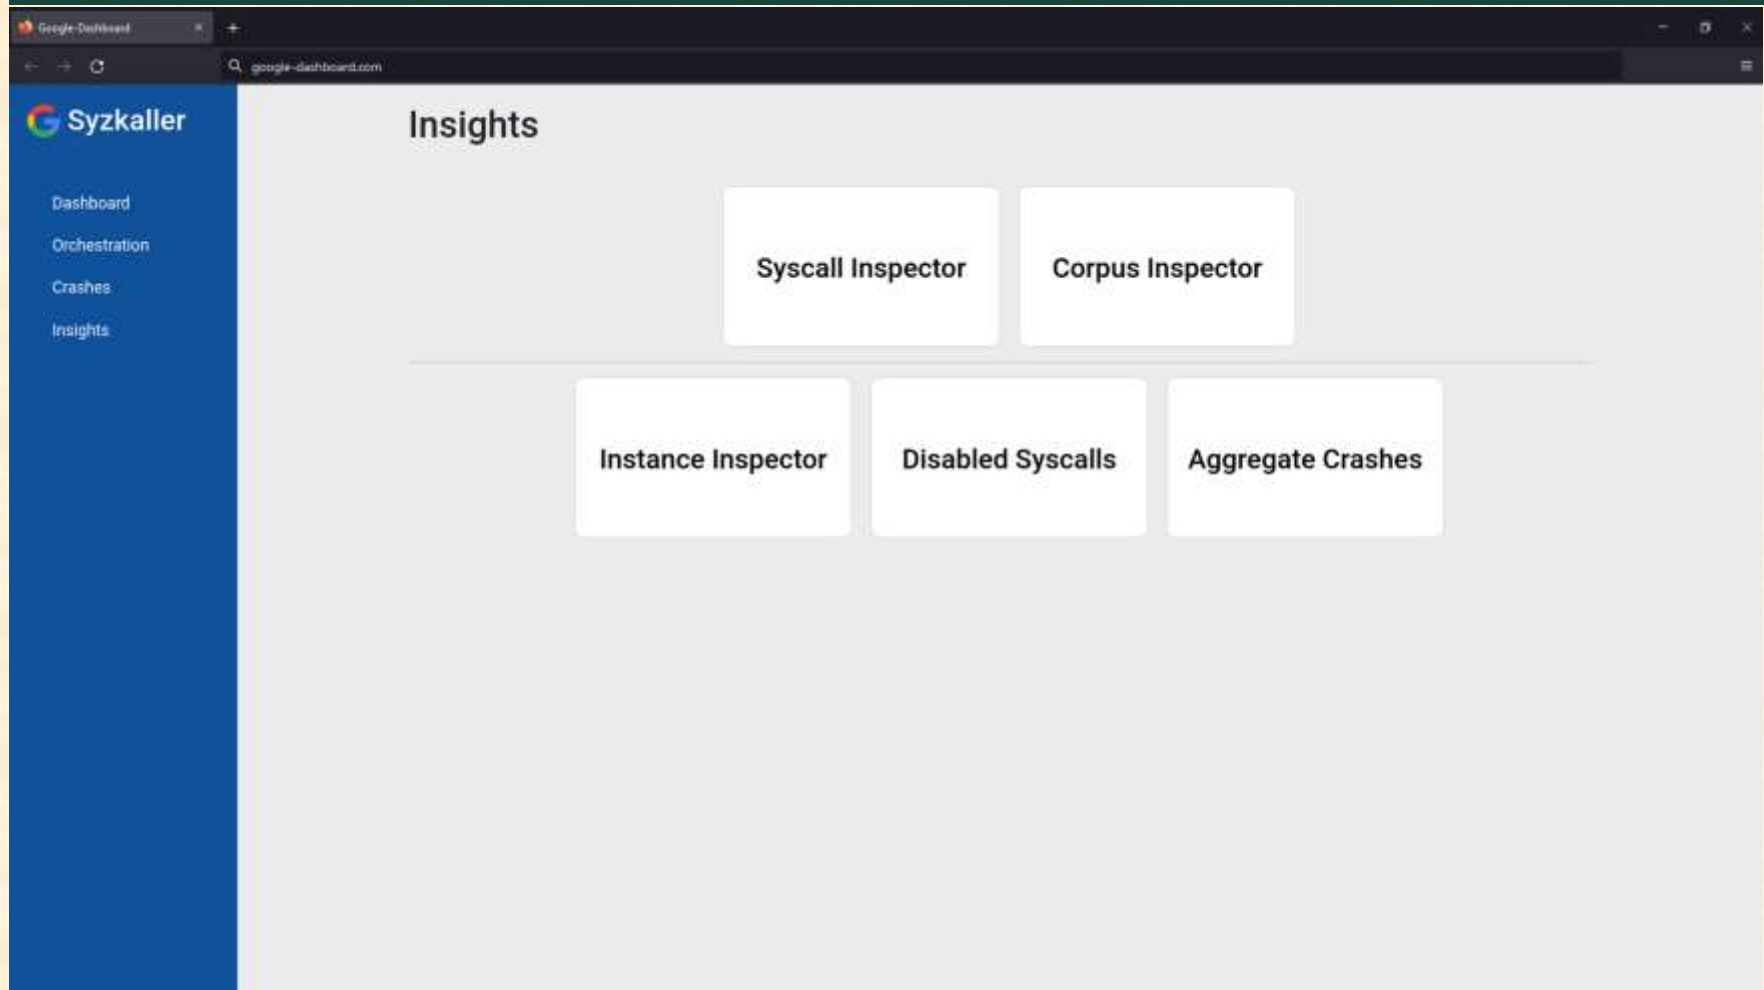 Google-Dashboard
google-dashboard.com
Syzkaller
Dashboard
Orchestration
Crashes
Insights
Insights
Syscall Inspector
Corpus Inspector
Instance Inspector
Disabled Syscalls
Aggregate Crashes